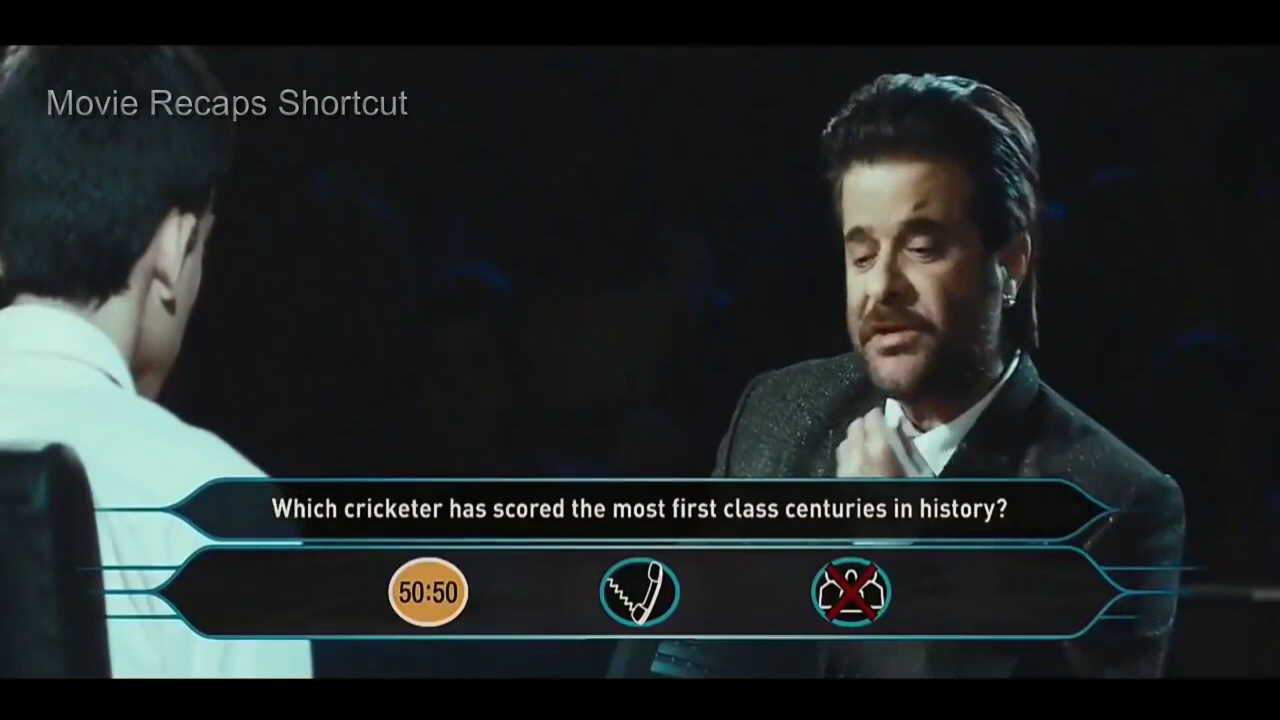 Movie Recaps Shortcut
Which cricketer has scored the most first class centuries in history?
50:50